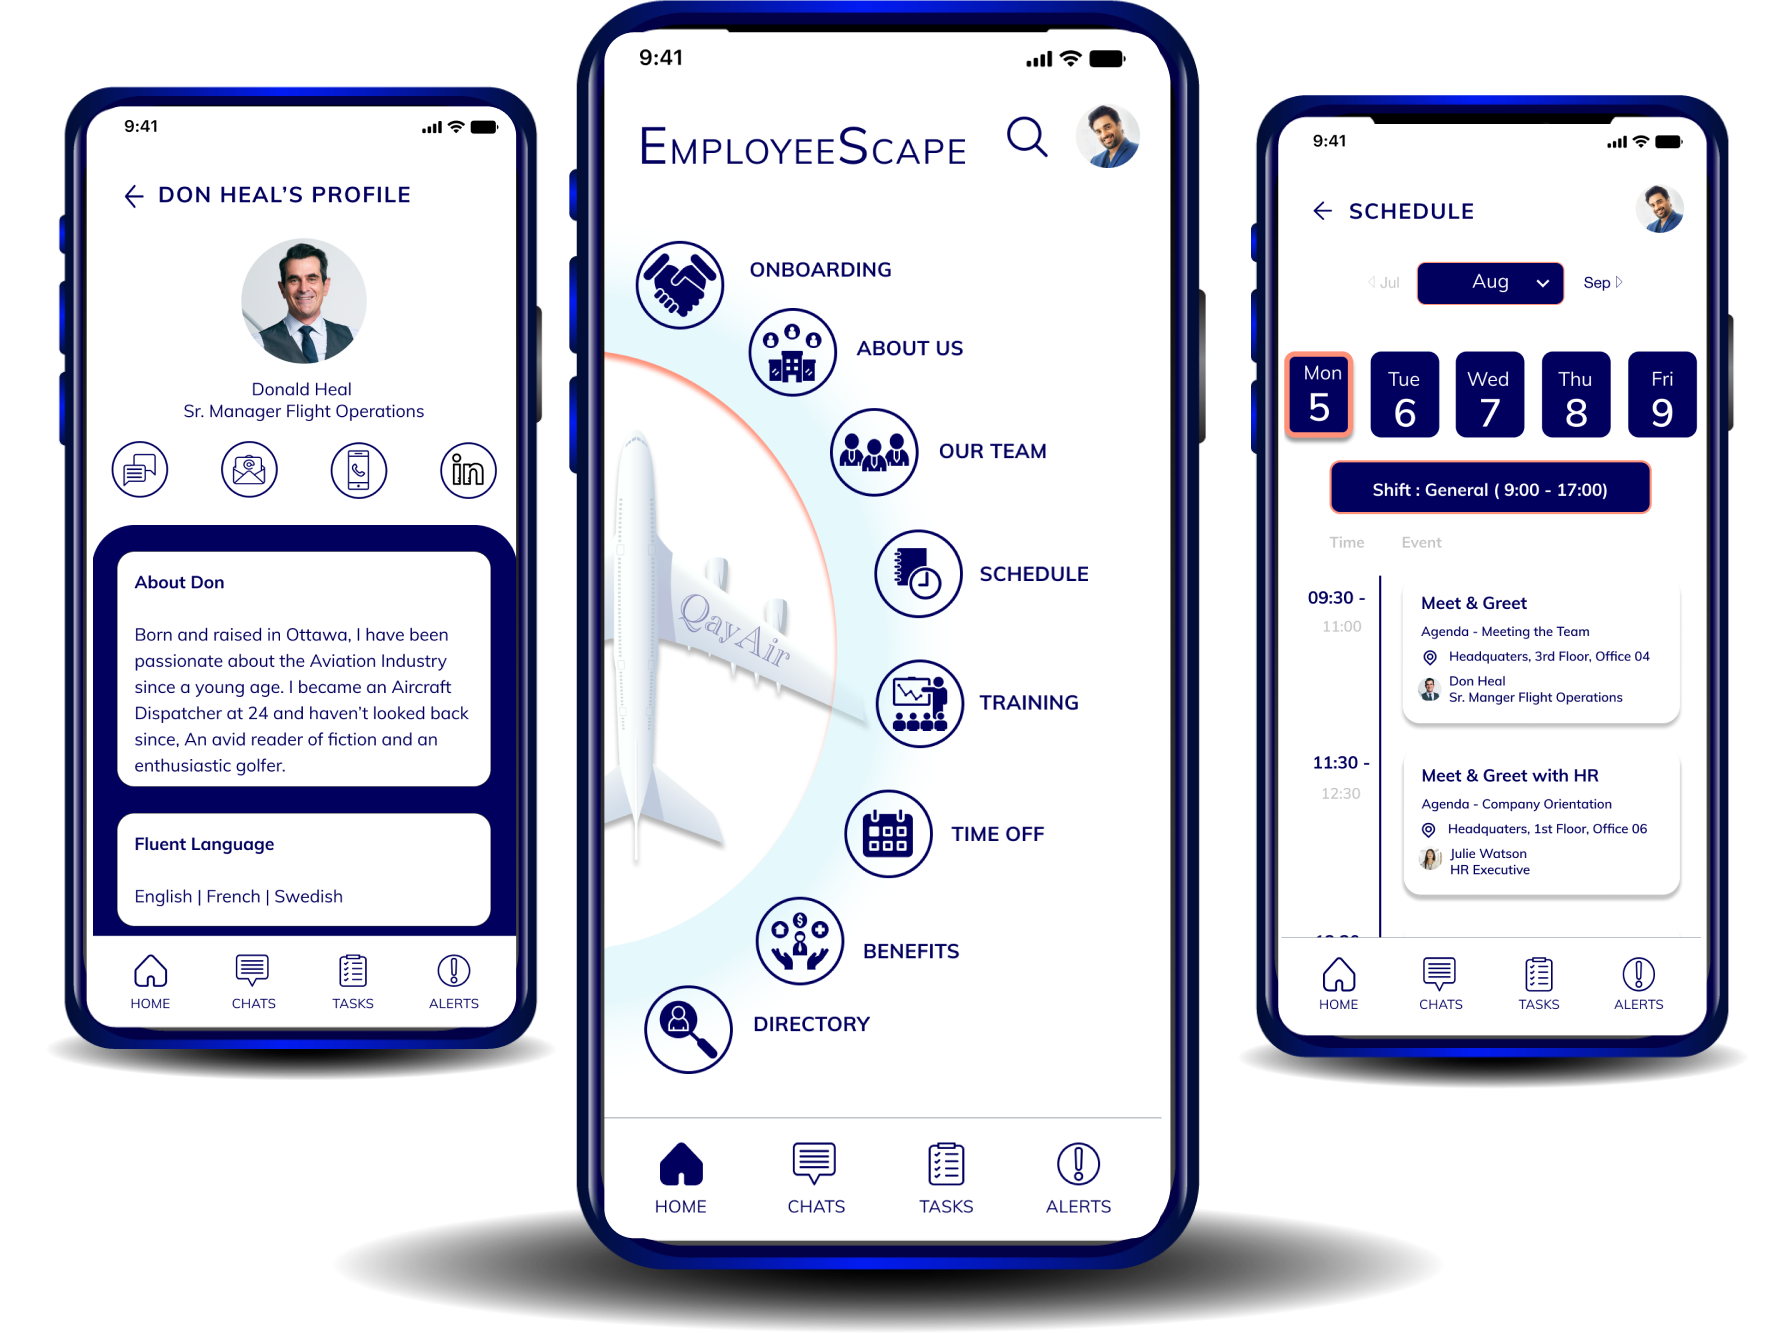 9:41
DON HEAL'S PROFILE
Donald Heal
Sr. Manager Flight Operations
@
in
About Don
Born and raised in Ottawa, I have been
passionate about the Aviation Industry
since a young age. I became an Aircraft
Dispatcher at 24 and haven't looked back
since, An avid reader of fiction and an
enthusiastic golfer.
Fluent Language
English | French | Swedish
HOME CHATS TASKS ALERTS
9:41
EMPLOYEESCAPE
ONBOARDING
ABOUT US
OUR TEAM
SCHEDULE
QayAir
TRAINING
TIME OFF
$
BENEFITS
DIRECTORY
HOME CHATS TASKS ALERTS
9:41
SCHEDULE
Jul Aug Sep
Mon Tue Wed Thu Fri
5 6 7 8 9
Shift : General ( 9:00 - 17:00)
Time Event
09:30 -
11:00
Meet & Greet
Agenda - Meeting the Team
Headquaters, 3rd Floor, Office 04
Don Heal
Sr. Manger Flight Operations
11:30 -
12:30
Meet & Greet with HR
Agenda - Company Orientation
Headquaters, 1st Floor, Office 06
Julie Watson
HR Executive
HOME CHATS TASKS ALERTS